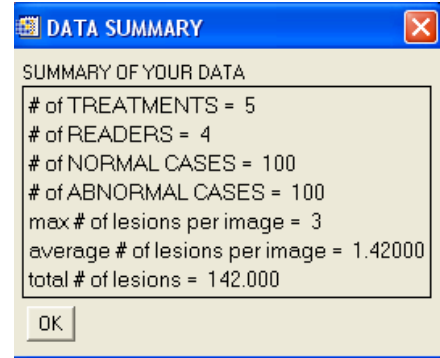 DATA SUMMARY
SUMMARY OF YOUR DATA
# of TREATMENTS = 5
# of READERS = 4
# of NORMAL CASES = 100
# of ABNORMAL CASES = 100
max # of lesions per image = 3
average # of lesions per image = 1.42000
total # of lesions = 142.000
OK